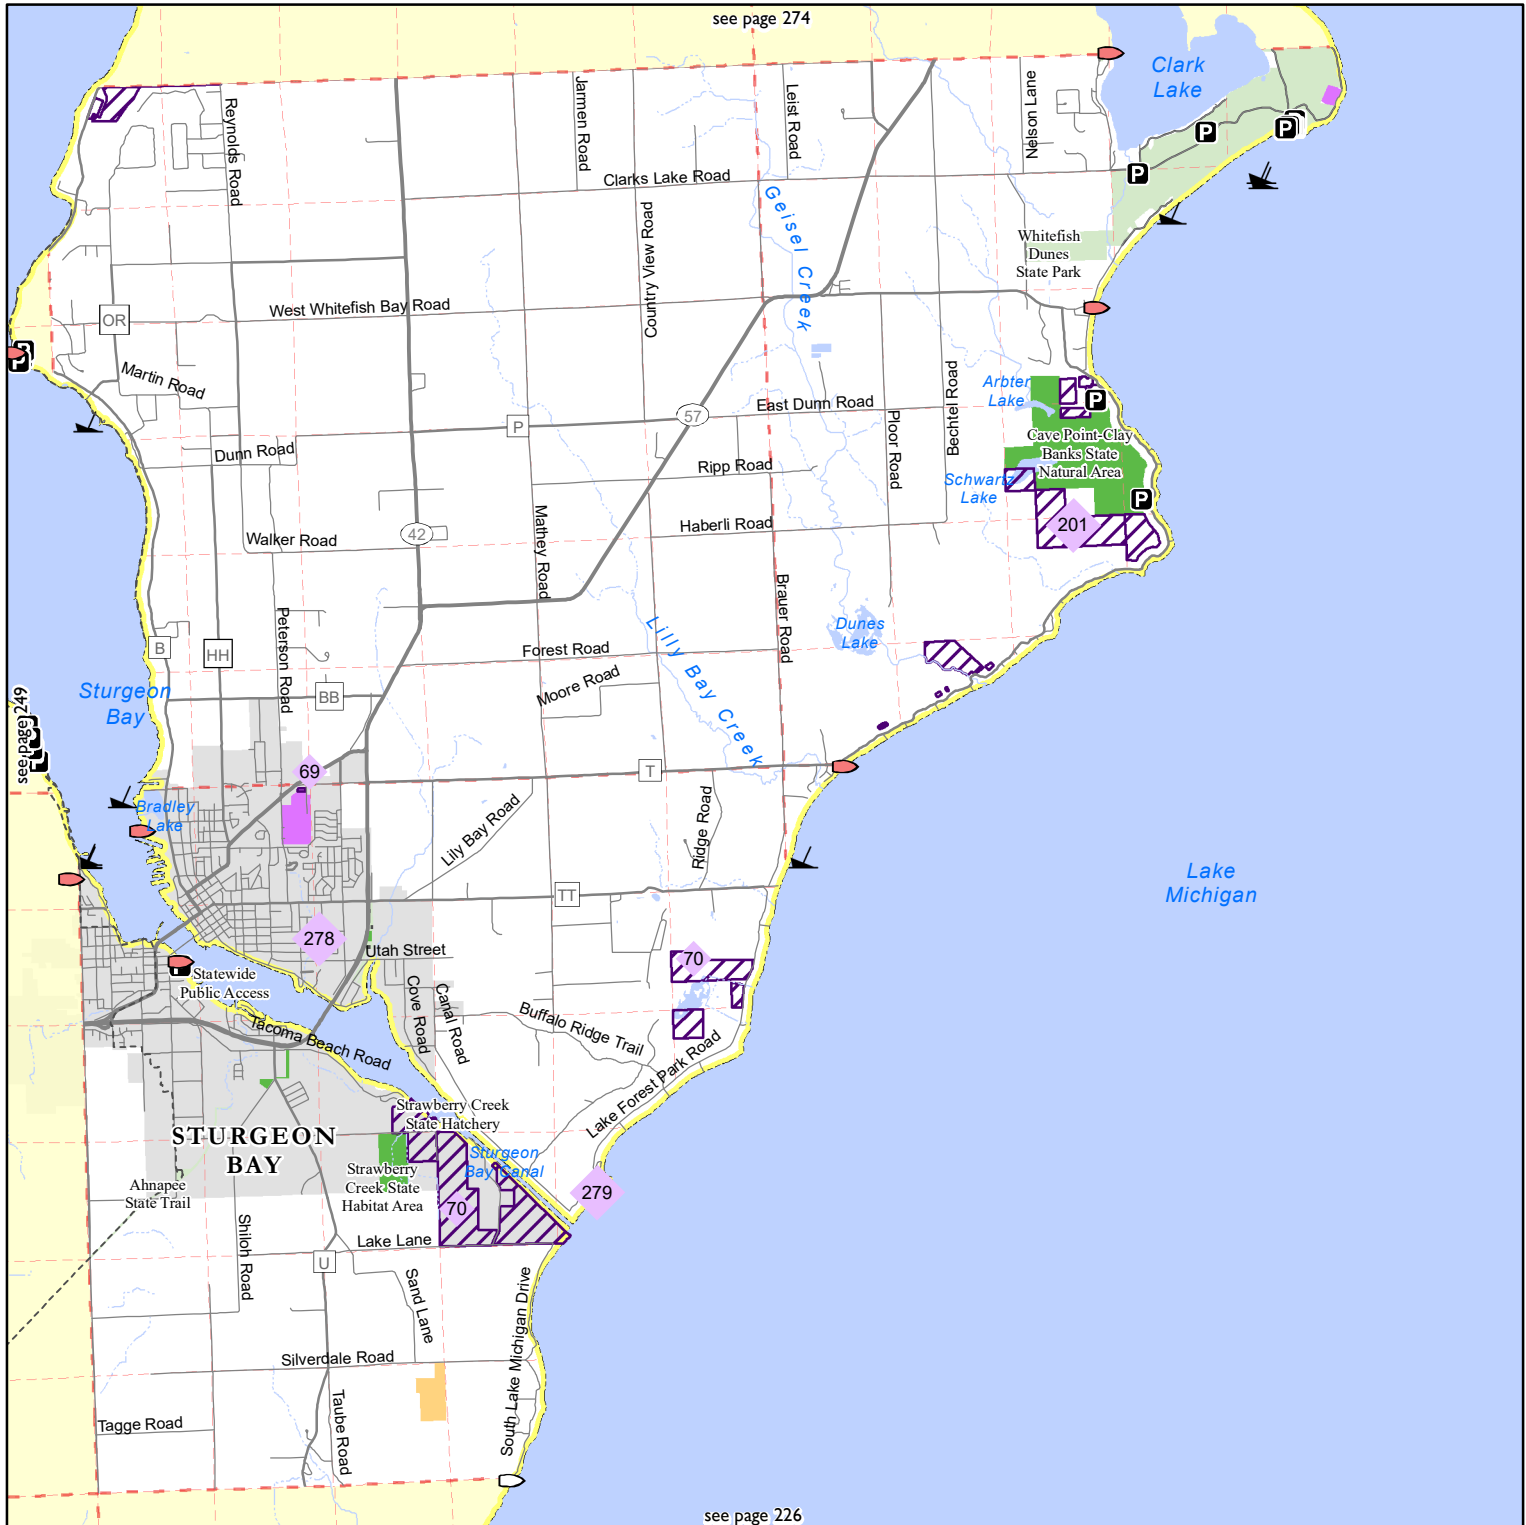 see page 274
Clark
Lake
Reynolds Road
Jarmen Road
Leist Road
Nelson Lane
P
P
P
Clarks Lake Road
Geisel Creek
Country View Road
Whitefish
Dunes
State Park
West Whitefish Bay Road
OR
P
Martin Road
Arbter
Lake
P
East Dunn Road
57
P
Bechtel Road
Ploor Road
Cave Point-Clay
Banks State
Natural Area
Dunn Road
Ripp Road
Schwartz
Lake
P
201
Haberli Road
Mathey Road
42
Walker Road
Brauer Road
Peterson Road
Lilly Bay Creek
Dunes
Lake
B
HH
Forest Road
Moore Road
BB
Sturgeon
Bay
see page 249
69
T
Bradley
Lake
Lily Bay Road
Ridge Road
Lake
Michigan
TT
278
Utah Street
70
Statewide
Public Access
Cove Road
Canal Road
Buffalo Ridge Trail
Tacoma Beach Road
Lake Forest Park Road
Strawberry Creek
State Hatchery
STURGEON
BAY
Sturgeon
Bay Canal
Strawberry
Creek State
Habitat Area
Ahnapee
State Trail
279
70
Shiloh Road
Lake Lane
U
Sand Lane
South Lake Michigan Drive
Silverdale Road
Taube Road
Tagge Road
see page 226